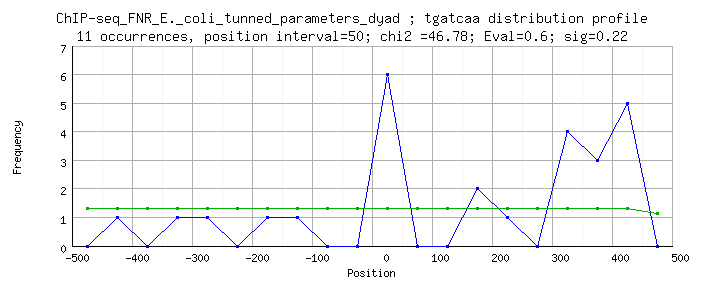 ChIP-seq_FNR_E._coli_tunned_parameters_dyad ; tgatcaa distribution profile
11 occurrences, position interval=50; chi2 =46.78; Eval=0.6; sig=0.22
7
6
5
4
3
2
1
0
Frequency
-500 -400 -300 -200 -100 0 100 200 300 400 500
Position